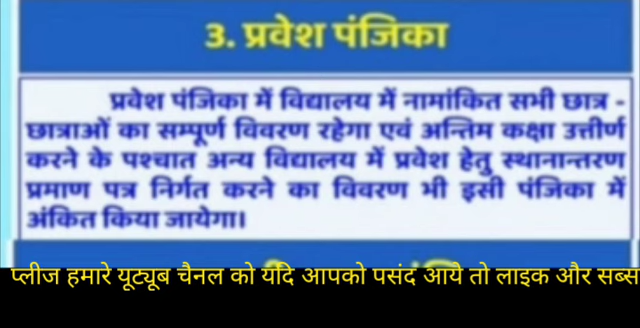 3. प्रवेश पंजिका
प्रवेश पंजिका में विद्यालय में नामांकित सभी छात्र -
छात्राओं का सम्पूर्ण विवरण रहेगा एवं अन्तिम कक्षा उत्तीर्ण
करने के पश्चात अन्य विद्यालय में प्रवेश हेतु स्थानान्तरण
प्रमाण पत्र निर्गत करने का विवरण भी इसी पंजिका में
अंकित किया जायेगा।
प्लीज हमारे यूट्यूब चैनल को यदि आपको पसंद आये तो लाइक और सब्स